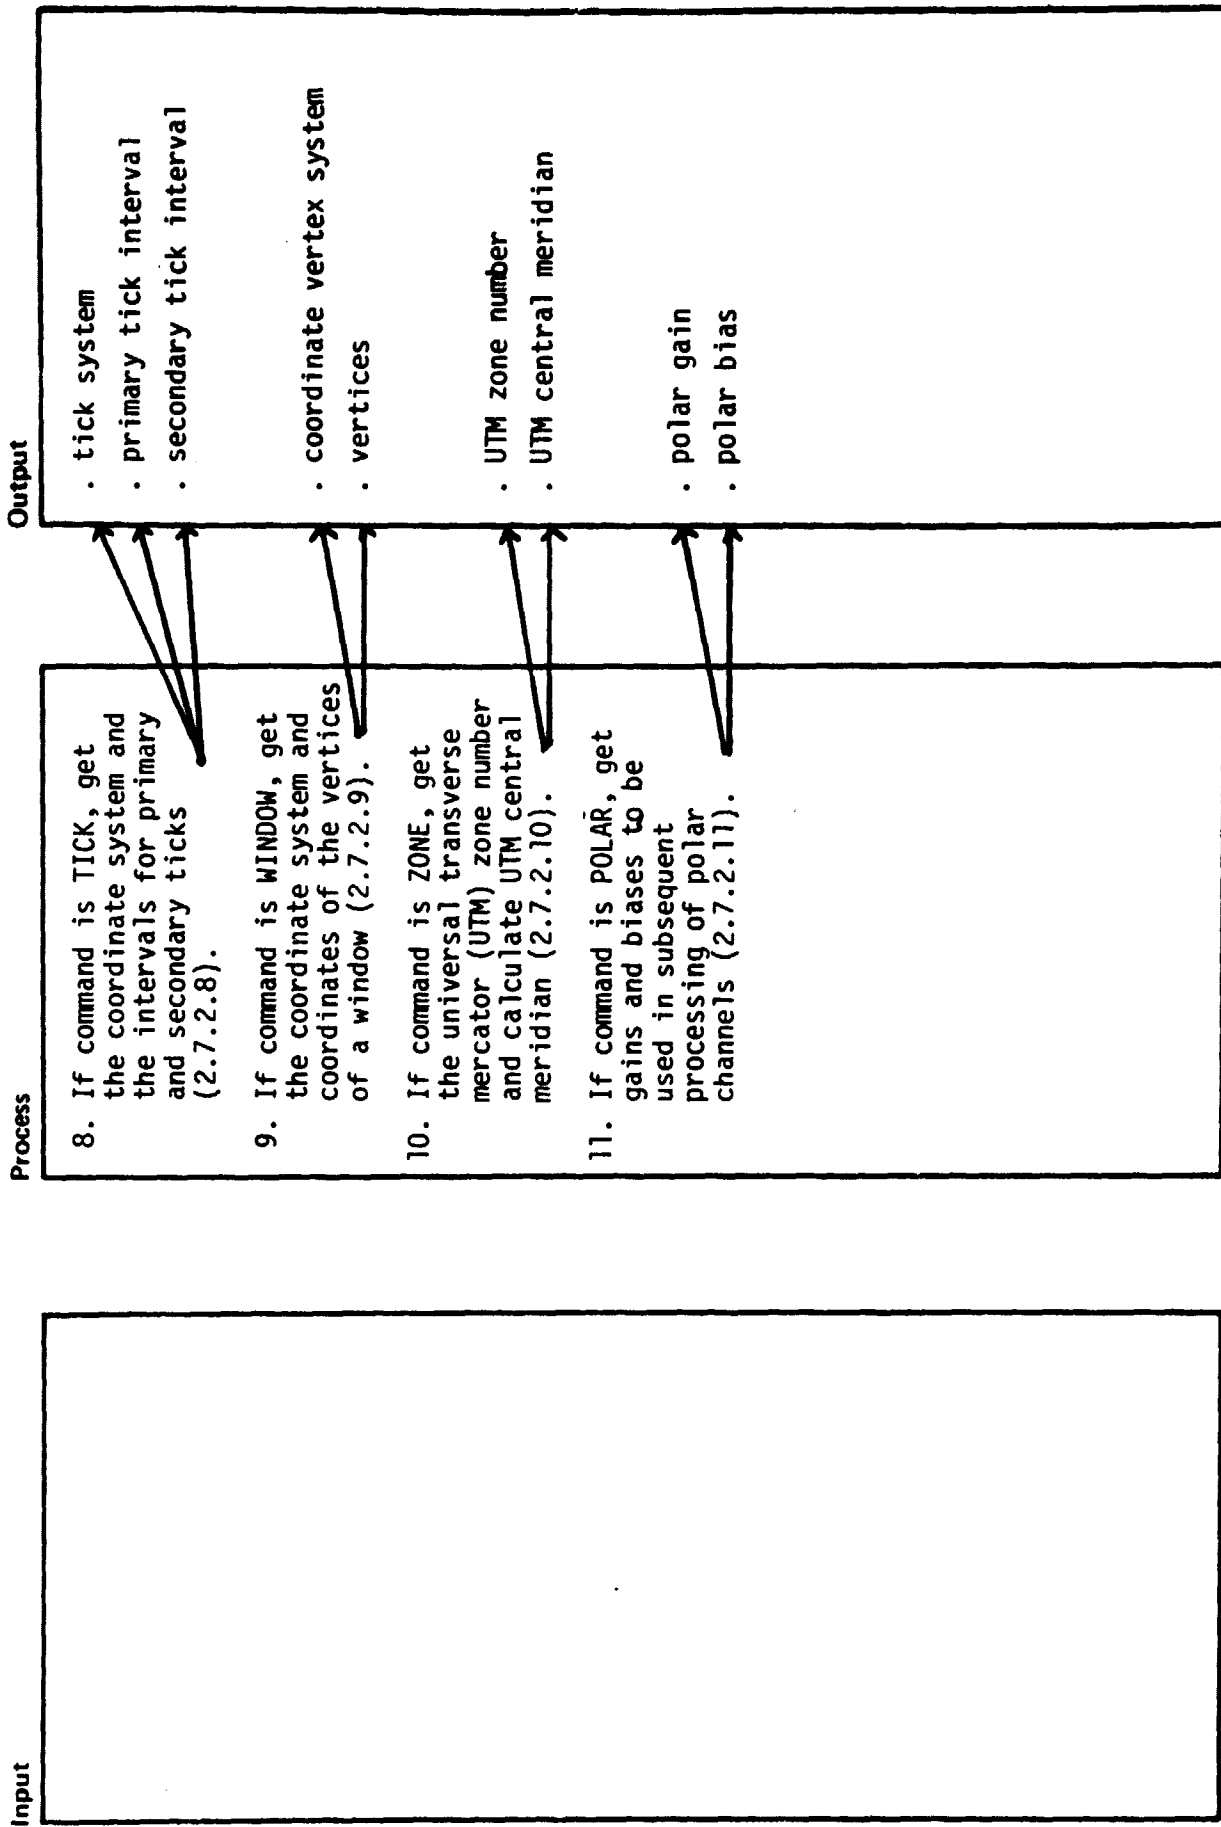 Input
Process
8. If command is TICK, get
the coordinate system and
the intervals for primary
and secondary ticks
(2.7.2.8).
9. If command is WINDOW, get
the coordinate system and
coordinates of the vertices
of a window (2.7.2.9).
10. If command is ZONE, get
the universal transverse
mercator (UTM) zone number
and calculate UTM central
meridian (2.7.2.10).
11. If command is POLAR, get
gains and biases to be
used in subsequent
processing of polar
channels (2.7.2.11).
Output
. tick system
. primary tick interval
. secondary tick interval
. coordinate vertex system
. vertices
. UTM zone number
. UTM central meridian
. polar gain
. polar bias